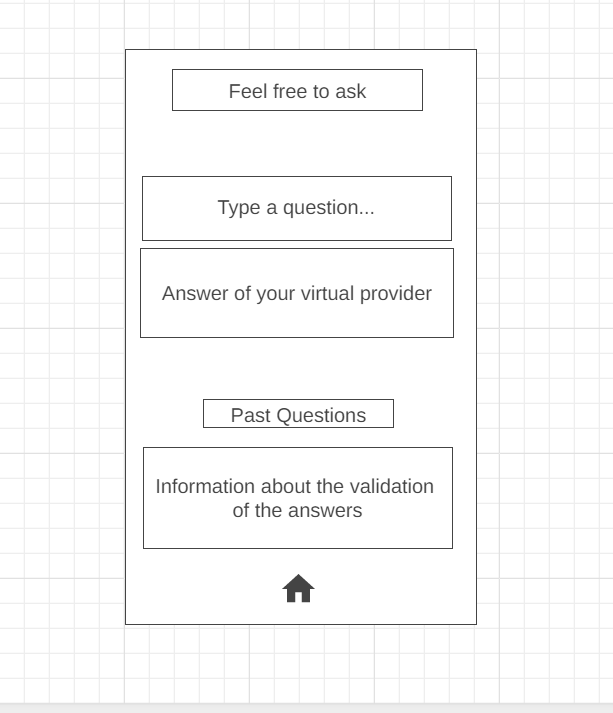 Feel free to ask
Type a question...
Answer of your virtual provider
Past Questions
Information about the validation
of the answers